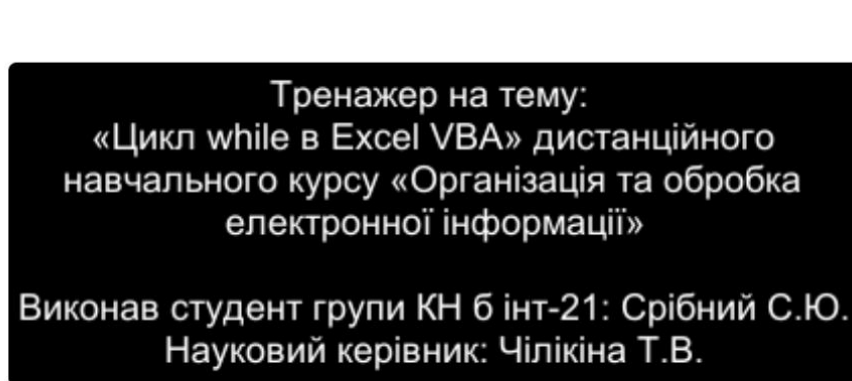 Тренажер на тему:
«Цикл while в Excel VBA» дистанційного
навчального курсу «Організація та обробка
електронної інформації»
Виконав студент групи КН б інт-21: Срібний С.Ю.
Науковий керівник: Чілікіна Т.В.